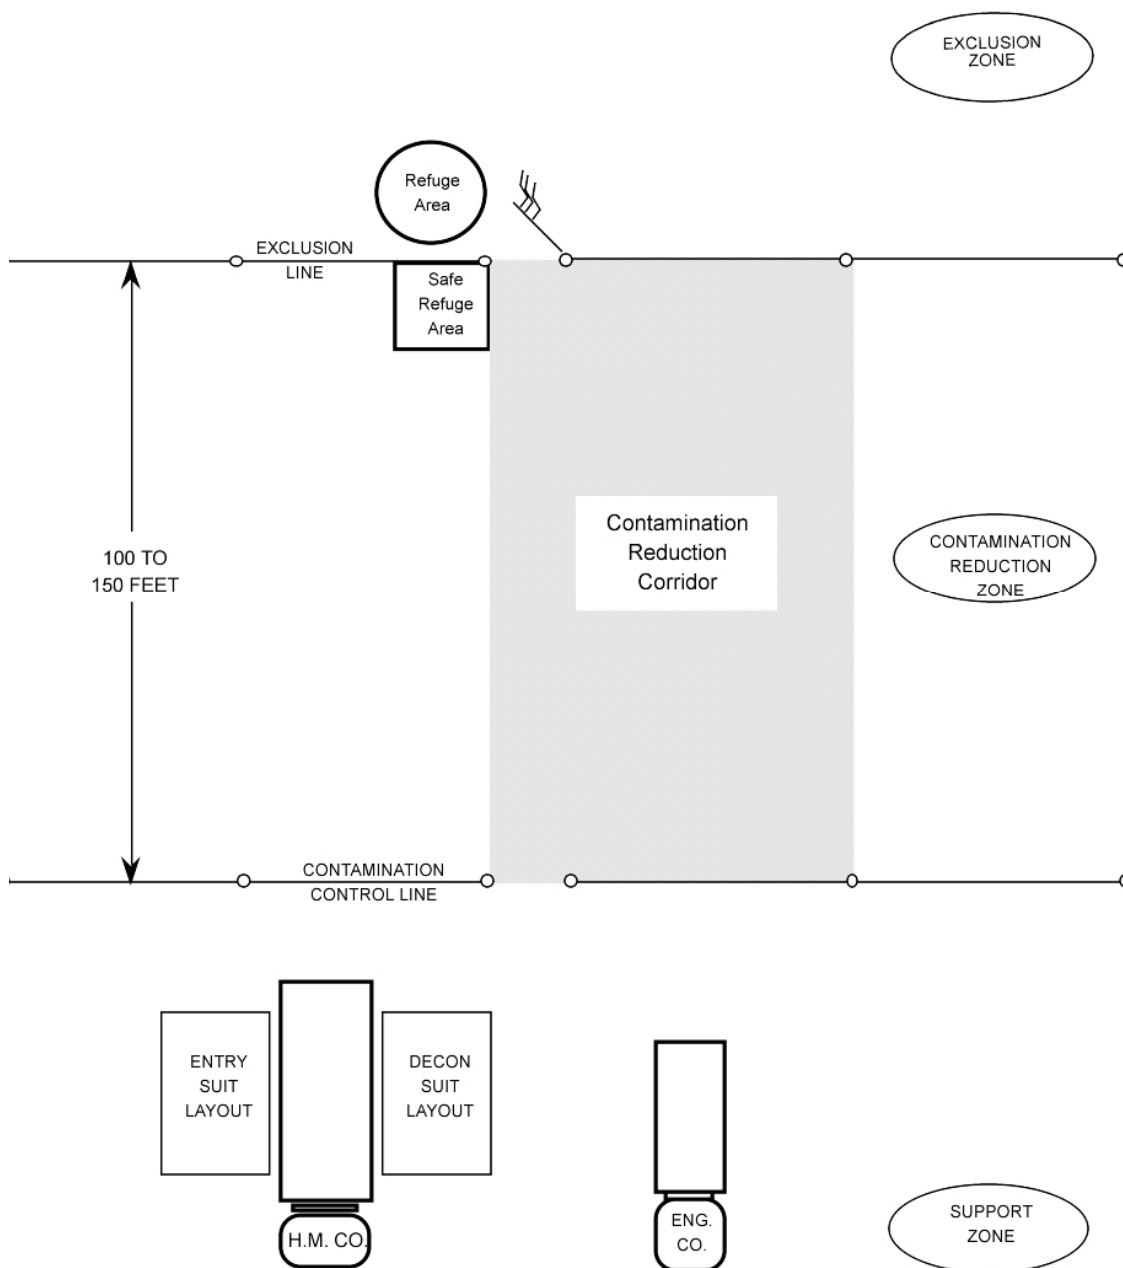 EXCLUSION
ZONE
Refuge
Area
EXCLUSION
LINE
Safe
Refuge
Area
100 TO
150 FEET
Contamination
Reduction
Corridor
CONTAMINATION
REDUCTION
ZONE
CONTAMINATION
CONTROL LINE
ENTRY
SUIT
LAYOUT
DECON
SUIT
LAYOUT
H.M. CO.
ENG.
CO.
SUPPORT
ZONE